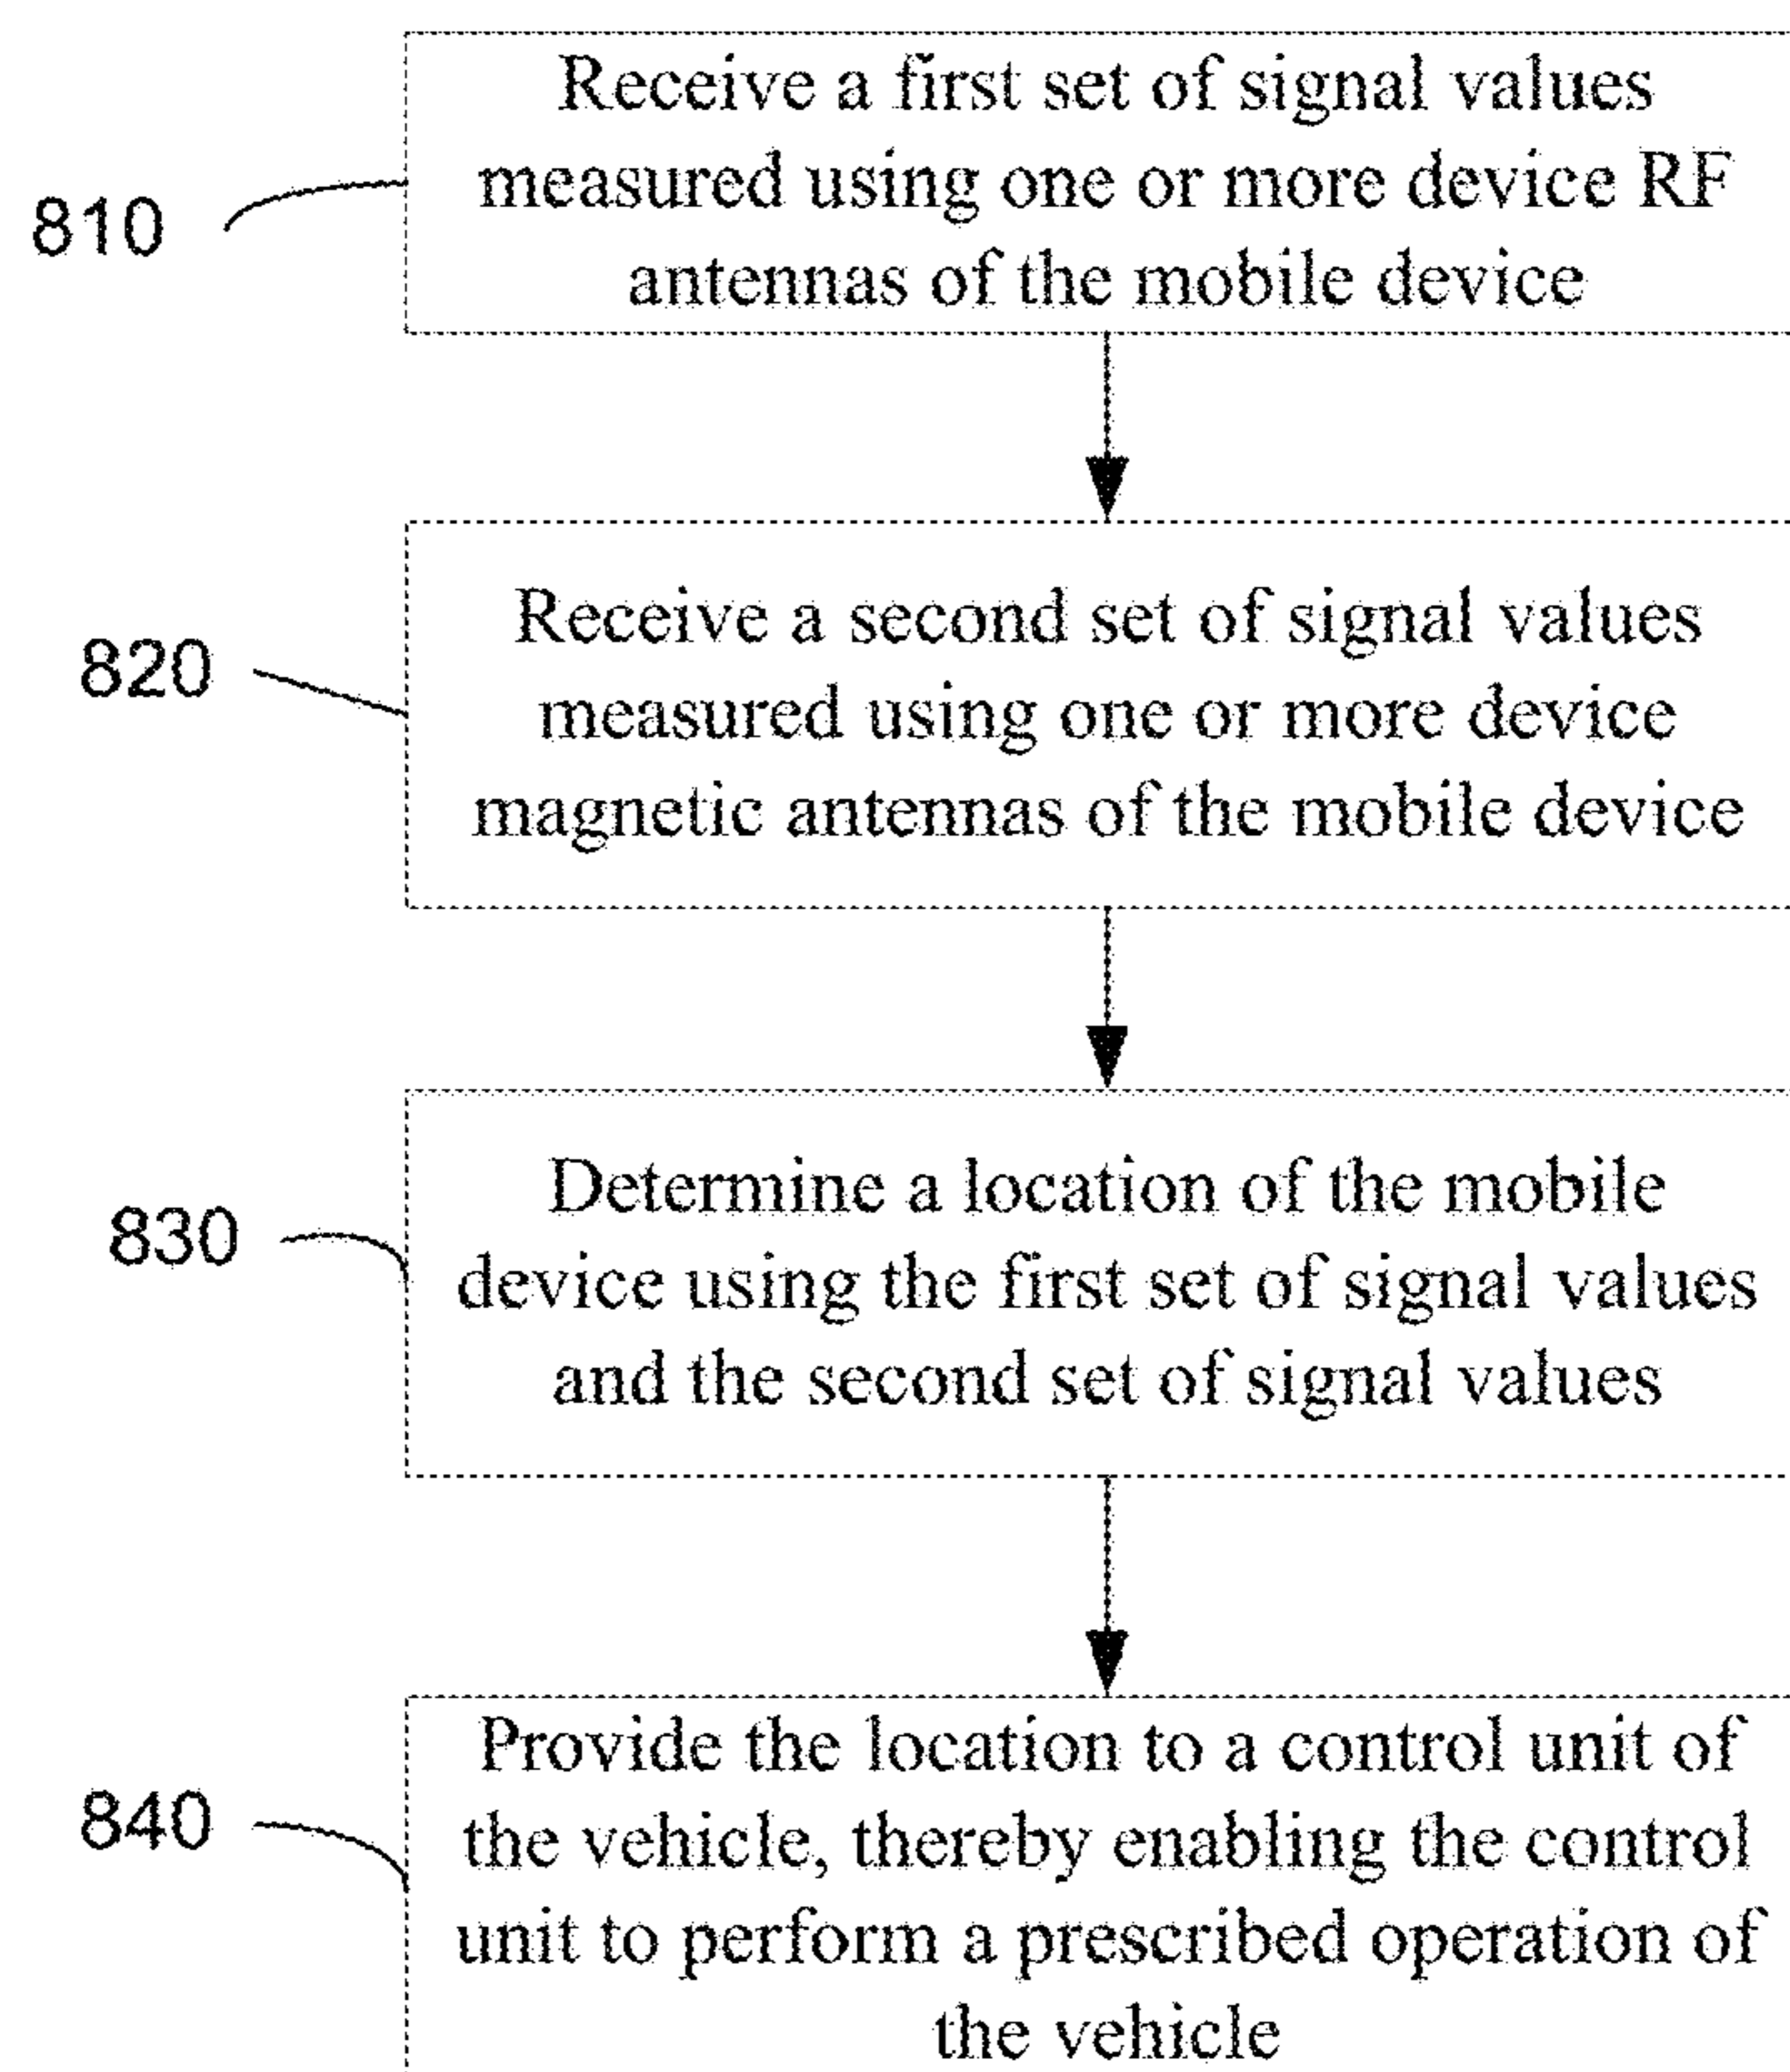 810
Receive a first set of signal values
measured using one or more device RF
antennas of the mobile device
820
Receive a second set of signal values
measured using one or more device
magnetic antennas of the mobile device
830
Determine a location of the mobile
device using the first set of signal values
and the second set of signal values
840
Provide the location to a control unit of
the vehicle, thereby enabling the control
unit to perform a prescribed operation of
the vehicle